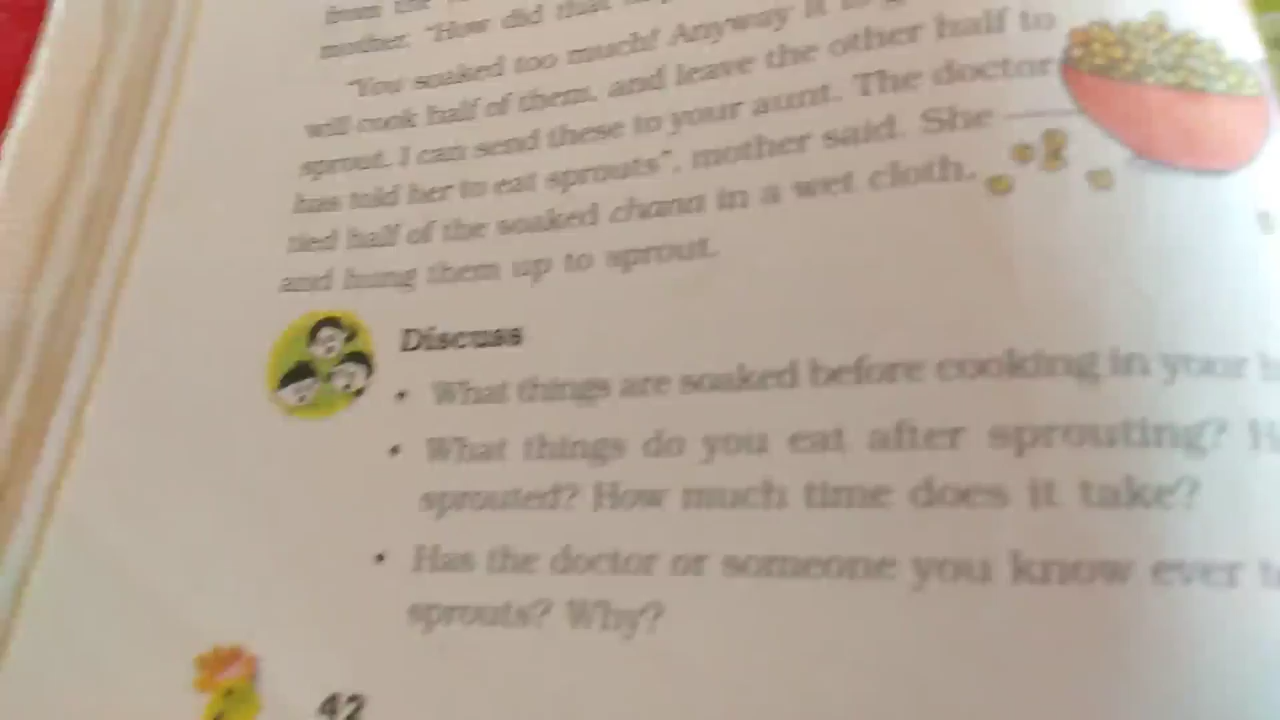 from the
mother. "How did that
"You soaked too much! Anyway it is
will cook half of them, and leave the other half to
sprout. I can send these to your aunt. The doctor
has told her to eat sprouts", mother said. She
tied half of the soaked chana in a wet cloth,
and hung them up to sprout.
Discuss
• What things are soaked before cooking in your
• What things do you eat after sprouting?
sprouted? How much time does it take?
• Has the doctor or someone you know ever
sprouts? Why?
42